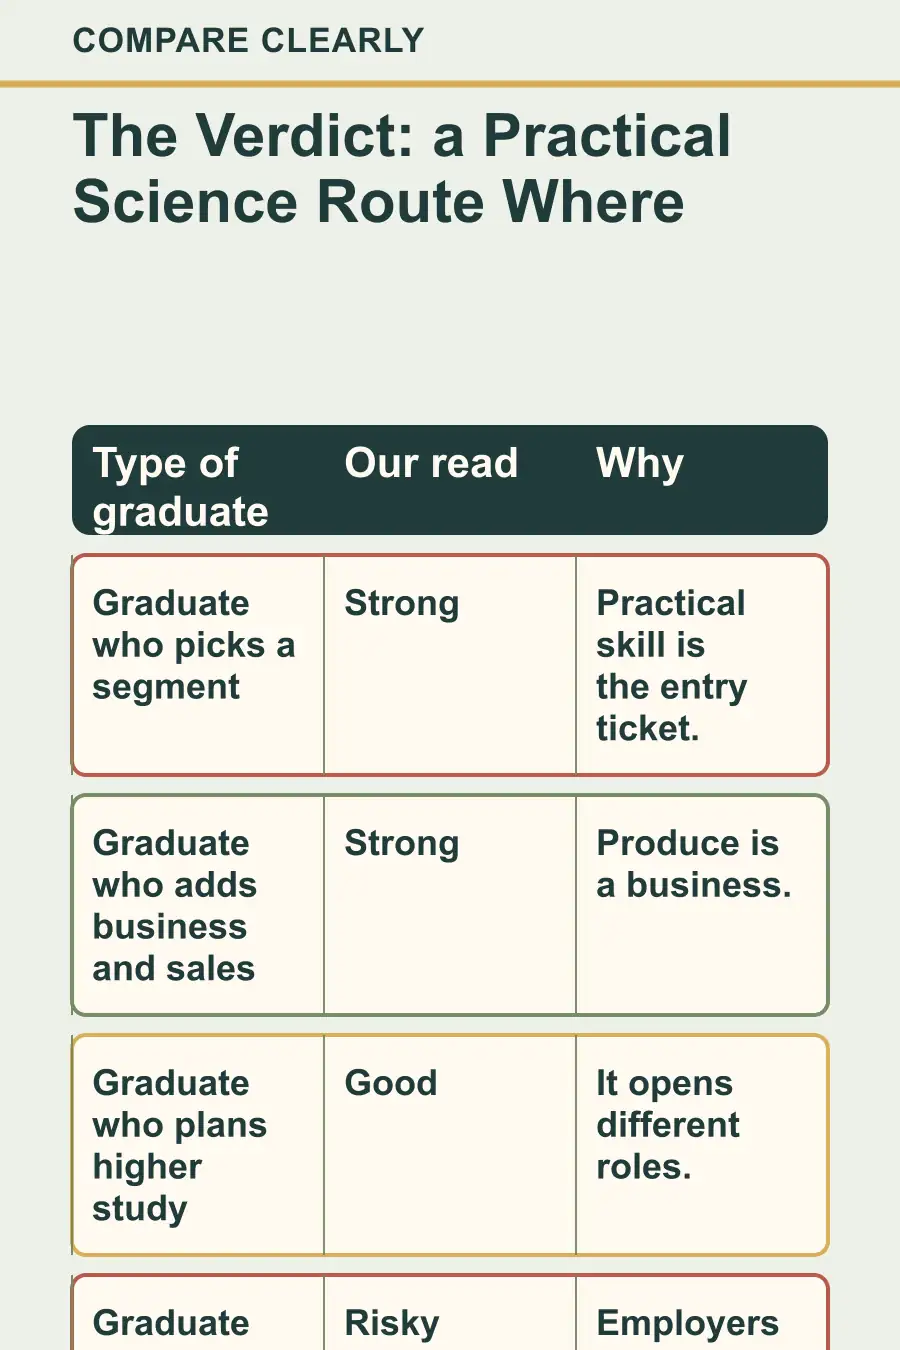 COMPARE CLEARLY
The Verdict: a Practical
Science Route Where
Type of
graduate
Our read
Why
Graduate
who picks a
segment
Strong
Practical
skill is
the entry
ticket.
Graduate
who adds
business
and sales
Strong
Produce is
a business.
Graduate
who plans
higher
study
Good
It opens
different
roles.
Graduate
Risky
Employers